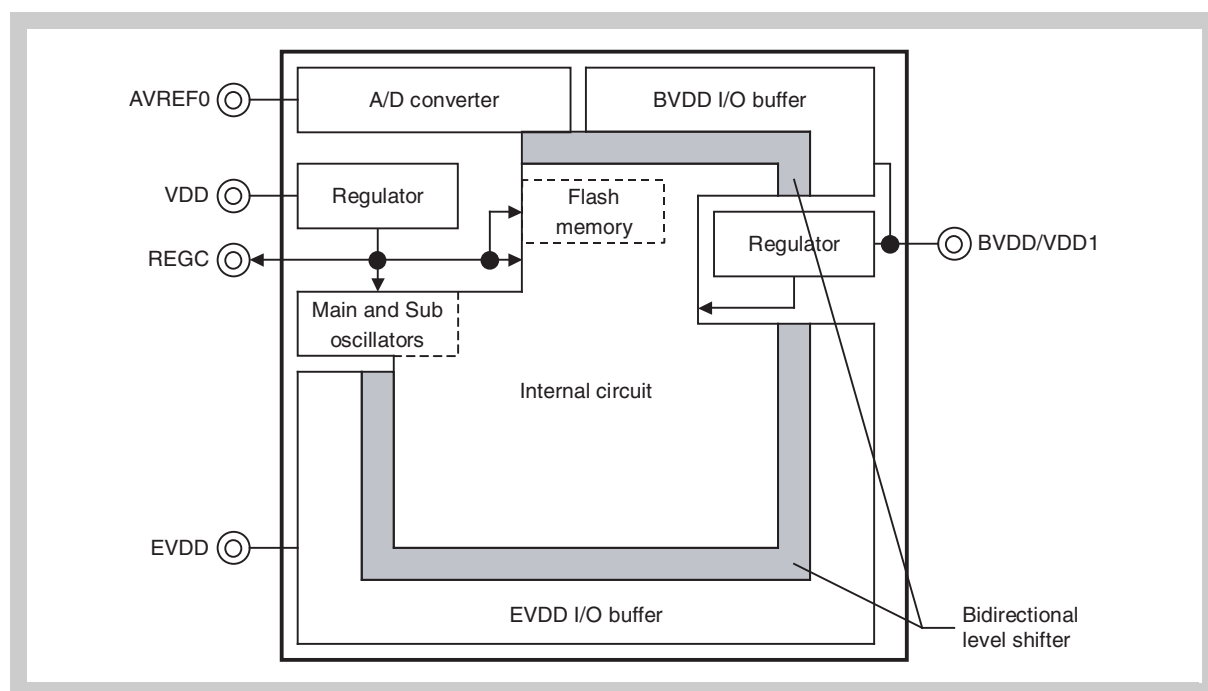 AVREF0
A/D converter
BVDD I/O buffer
VDD
Regulator
Flash
memory
REGC
Regulator
BVDD/VDD1
Main and Sub
oscillators
Internal circuit
EVDD
EVDD I/O buffer
Bidirectional
level shifter